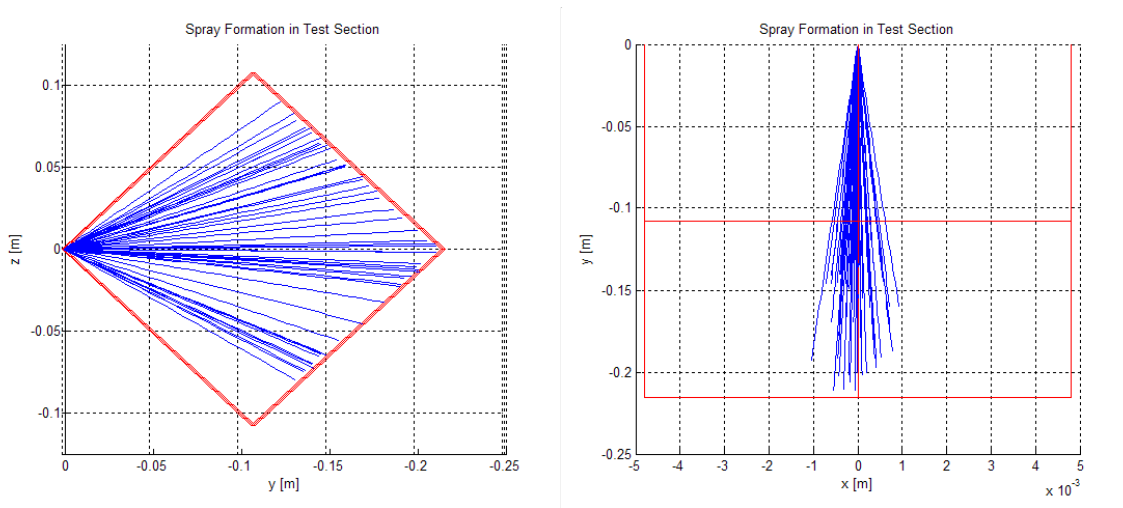 Spray Formation in Test Section
0.1
0.05
0
-0.05
-0.1
z [m]
0 -0.05 -0.1 -0.15 -0.2 -0.25
y [m]
Spray Formation in Test Section
0
-0.05
-0.1
-0.15
-0.2
-0.25
y [m]
-5 -4 -3 -2 -1 0 1 2 3 4 5
x [m]
x 10-3